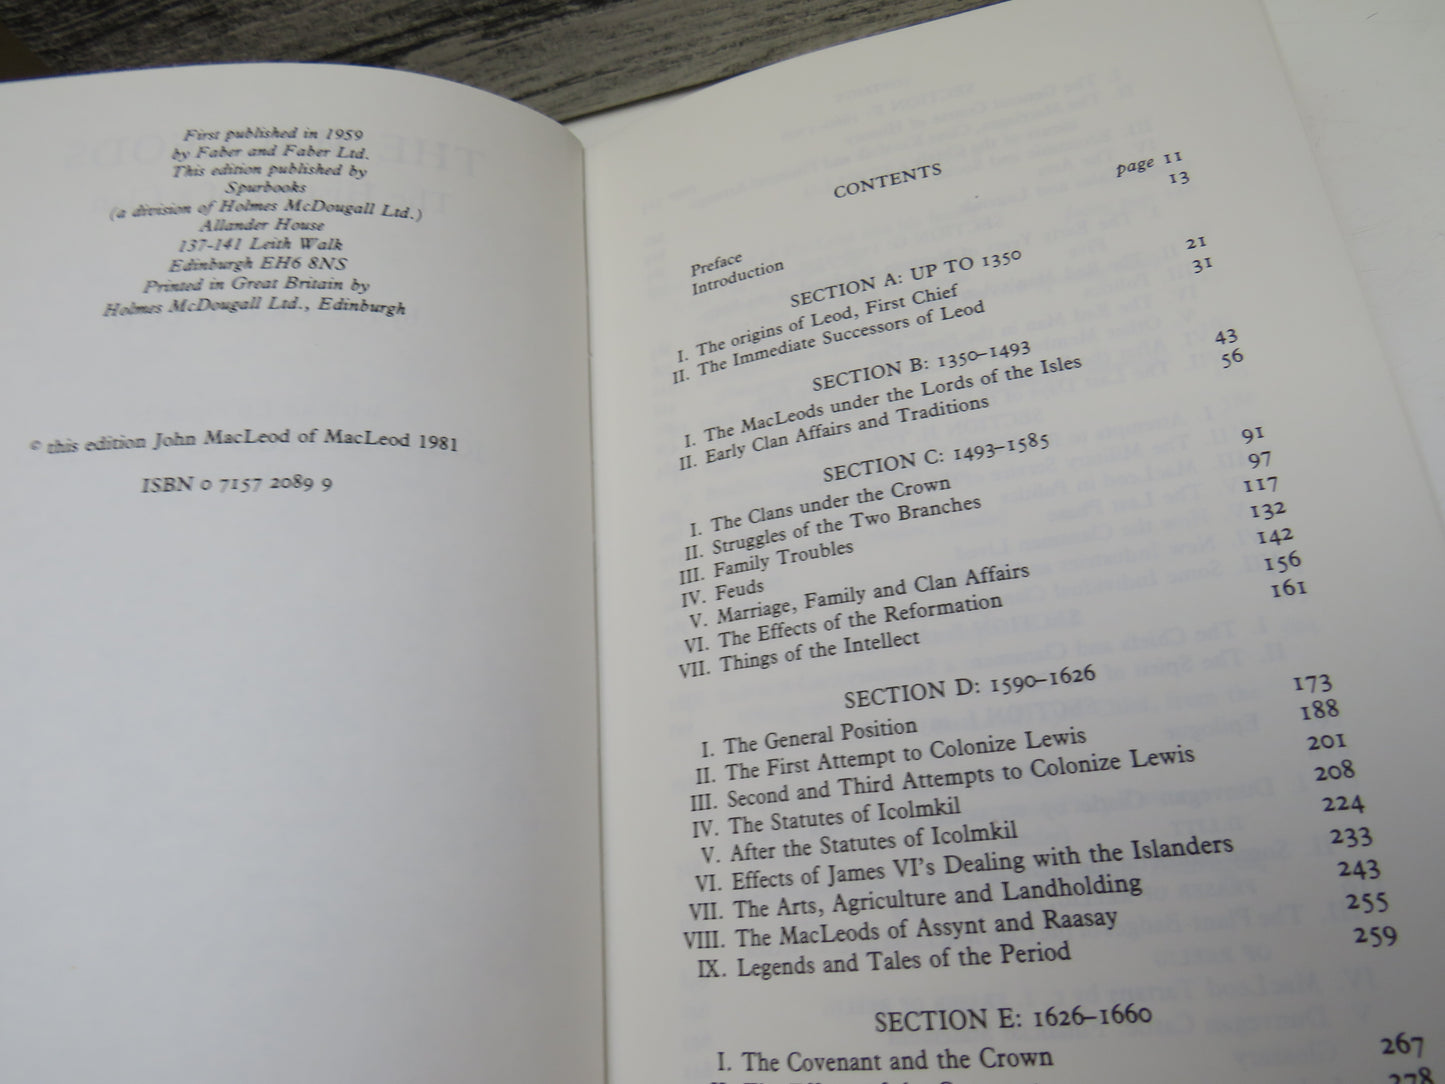 First published in 1959
by Faber and Faber Ltd.
This edition published by
Spurbooks
(a division of Holmes McDougall Ltd.)
Allander House
137-141 Leith Walk
Edinburgh EH6 8NS
Printed in Great Britain by
Holmes McDougall Ltd., Edinburgh
© this edition John MacLeod of MacLeod 1981
ISBN 0 7157 2089 9
CONTENTS
Preface page 11
Introduction 13
SECTION A: UP TO 1350
I. The origins of Leod, First Chief 21
II. The Immediate Successors of Leod 31
SECTION B: 1350–1493
I. The MacLeods under the Lords of the Isles 43
II. Early Clan Affairs and Traditions 56
SECTION C: 1493–1585
I. The Clans under the Crown 91
II. Struggles of the Two Branches 97
III. Family Troubles 117
IV. Feuds 132
V. Marriage, Family and Clan Affairs 142
VI. The Effects of the Reformation 156
VII. Things of the Intellect 161
SECTION D: 1590–1626
I. The General Position 173
II. The First Attempt to Colonize Lewis 188
III. Second and Third Attempts to Colonize Lewis 201
IV. The Statutes of Icolmkil 208
V. After the Statutes of Icolmkil 224
VI. Effects of James VI's Dealing with the Islanders 233
VII. The Arts, Agriculture and Landholding 243
VIII. The MacLeods of Assynt and Raasay 255
IX. Legends and Tales of the Period 259
SECTION E: 1626–1660
I. The Covenant and the Crown 267
278